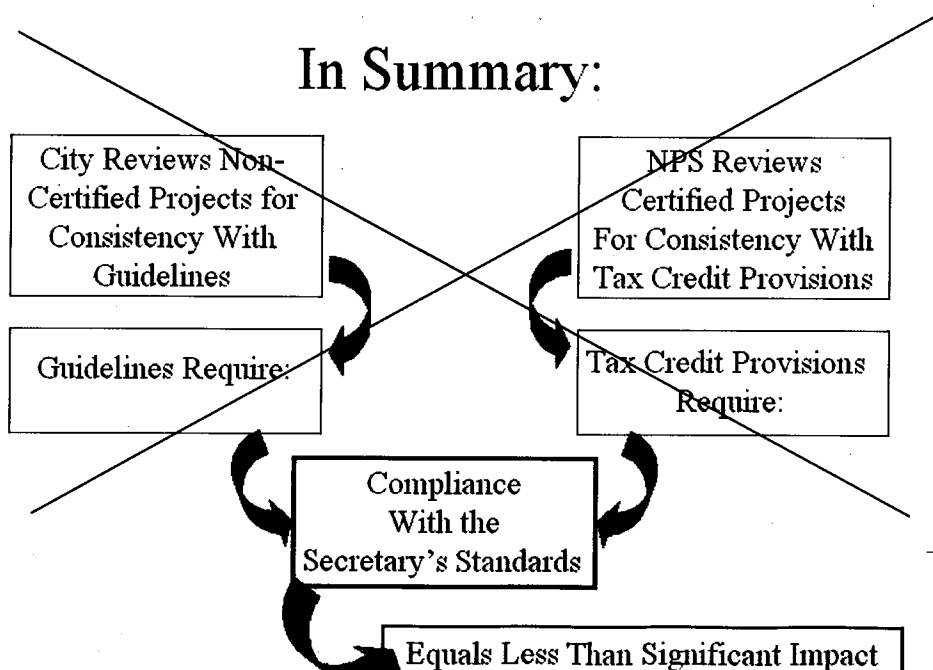 In Summary:
City Reviews Non-
Certified Projects for
Consistency With
Guidelines
NPS Reviews
Certified Projects
For Consistency With
Tax Credit Provisions
Guidelines Require:
Tax Credit Provisions
Require:
Compliance
With the
Secretary's Standards
Equals Less Than Significant Impact